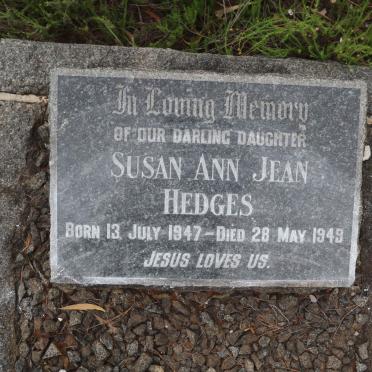 In Loving Memory
OF OUR DARLING DAUGHTER
SUSAN ANN JEAN
HEDGES
BORN 13 JULY 1947 - DIED 28 MAY 1949
JESUS LOVES US.